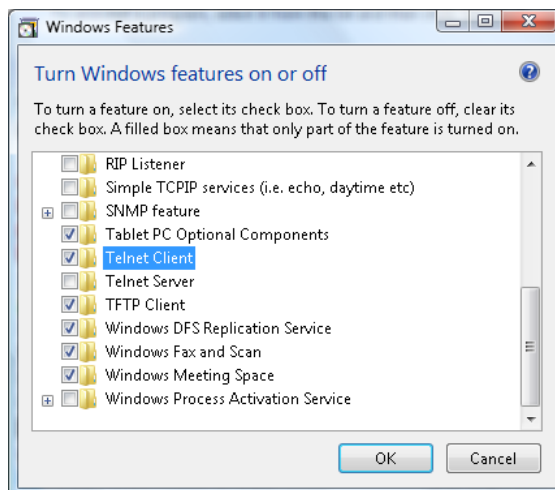 Windows Features
Turn Windows features on or off
To turn a feature on, select its check box. To turn a feature off, clear its
check box. A filled box means that only part of the feature is turned on.
RIP Listener
Simple TCPIP services (i.e. echo, daytime etc)
SNMP feature
Tablet PC Optional Components
Telnet Client
Telnet Server
TFTP Client
Windows DFS Replication Service
Windows Fax and Scan
Windows Meeting Space
Windows Process Activation Service
OK Cancel